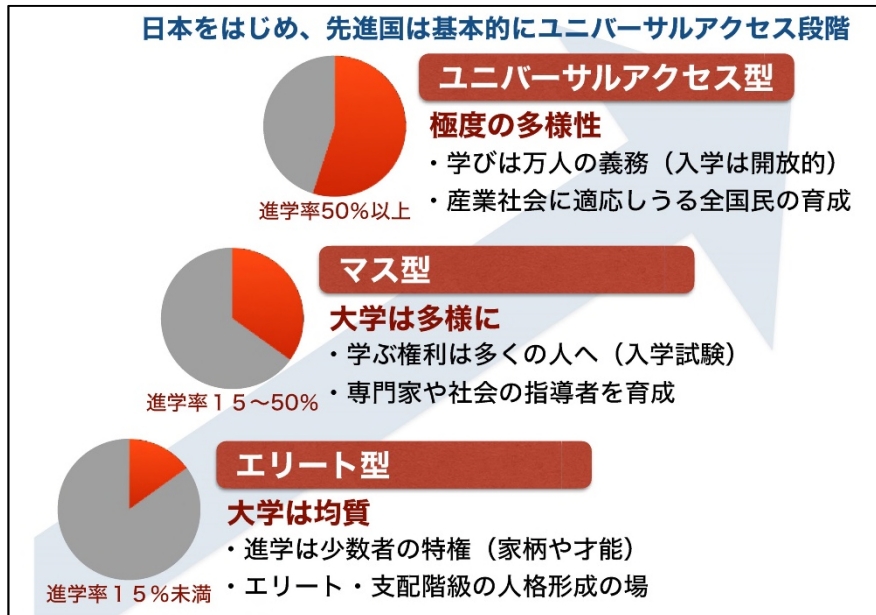 日本をはじめ、先進国は基本的にユニバーサルアクセス段階
ユニバーサルアクセス型
極度の多様性
・学びは万人の義務（入学は開放的）
・産業社会に適応しうる全国民の育成
進学率50%以上
マス型
大学は多様に
・学ぶ権利は多くの人へ（入学試験）
・専門家や社会の指導者を育成
進学率１５〜50%
エリート型
大学は均質
・進学は少数者の特権（家柄や才能）
・エリート・支配階級の人格形成の場
進学率１５%未満